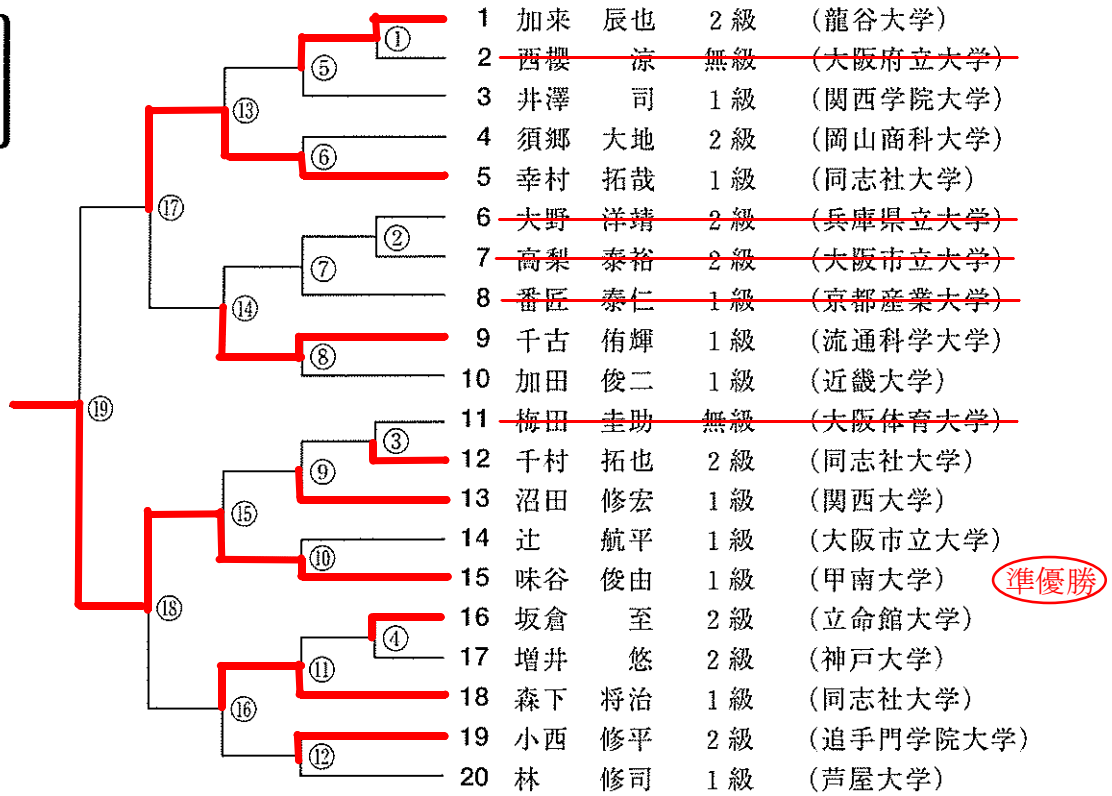 1 加来 辰也 2級 (龍谷大学)
①
2 西櫻 涼 無級 (大阪府立大学)
⑤
3 井澤 司 1級 (関西学院大学)
⑬
4 須郷 大地 2級 (岡山商科大学)
⑥
5 幸村 拓哉 1級 (同志社大学)
⑰
6 大野 洋靖 2級 (兵庫県立大学)
②
7 高梨 泰裕 2級 (大阪市立大学)
⑦
8 番匠 泰仁 1級 (京都産業大学)
⑭
9 千古 侑輝 1級 (流通科学大学)
⑧
10 加田 俊二 1級 (近畿大学)
⑲
11 梅田 圭助 無級 (大阪体育大学)
③
12 千村 拓也 2級 (同志社大学)
⑨
13 沼田 修宏 1級 (関西大学)
⑮
14 辻 航平 1級 (大阪市立大学)
⑩
15 味谷 俊由 1級 (甲南大学) 準優勝
⑱
16 坂倉 至 2級 (立命館大学)
④
17 増井 悠 2級 (神戸大学)
⑪
18 森下 将治 1級 (同志社大学)
⑯
19 小西 修平 2級 (追手門学院大学)
⑫
20 林 修司 1級 (芦屋大学)